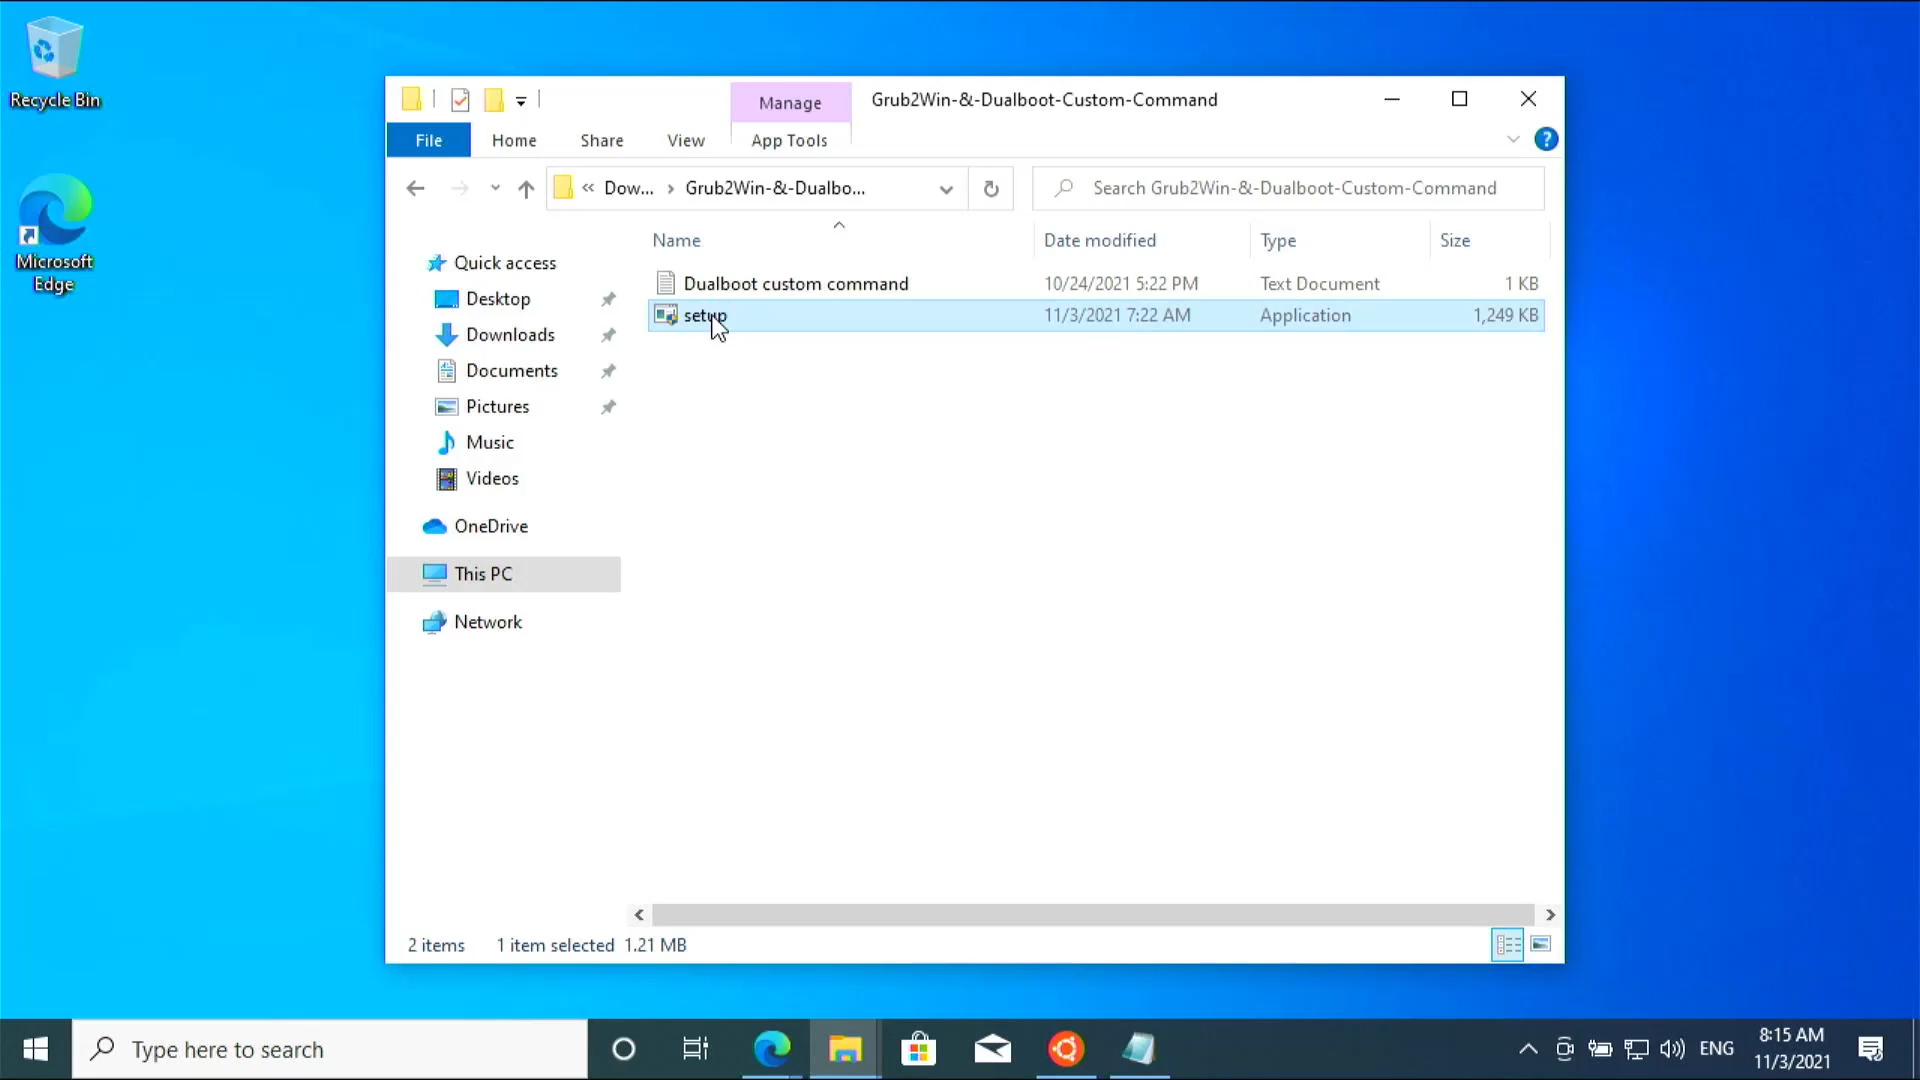 Recycle Bin
Microsoft
Edge
Manage
Grub2Win-&-Dualboot-Custom-Command
File
Home
Share
View
App Tools
?
« Dow... › Grub2Win-&-Dualbo...
Search Grub2Win-&-Dualboot-Custom-Command
Name
Date modified
Type
Size
Quick access
Desktop
Downloads
Documents
Pictures
Music
Videos
OneDrive
This PC
Network
Dualboot custom command
10/24/2021 5:22 PM
Text Document
1 KB
setup
11/3/2021 7:22 AM
Application
1,249 KB
2 items
1 item selected 1.21 MB
Type here to search
ENG
8:15 AM
11/3/2021